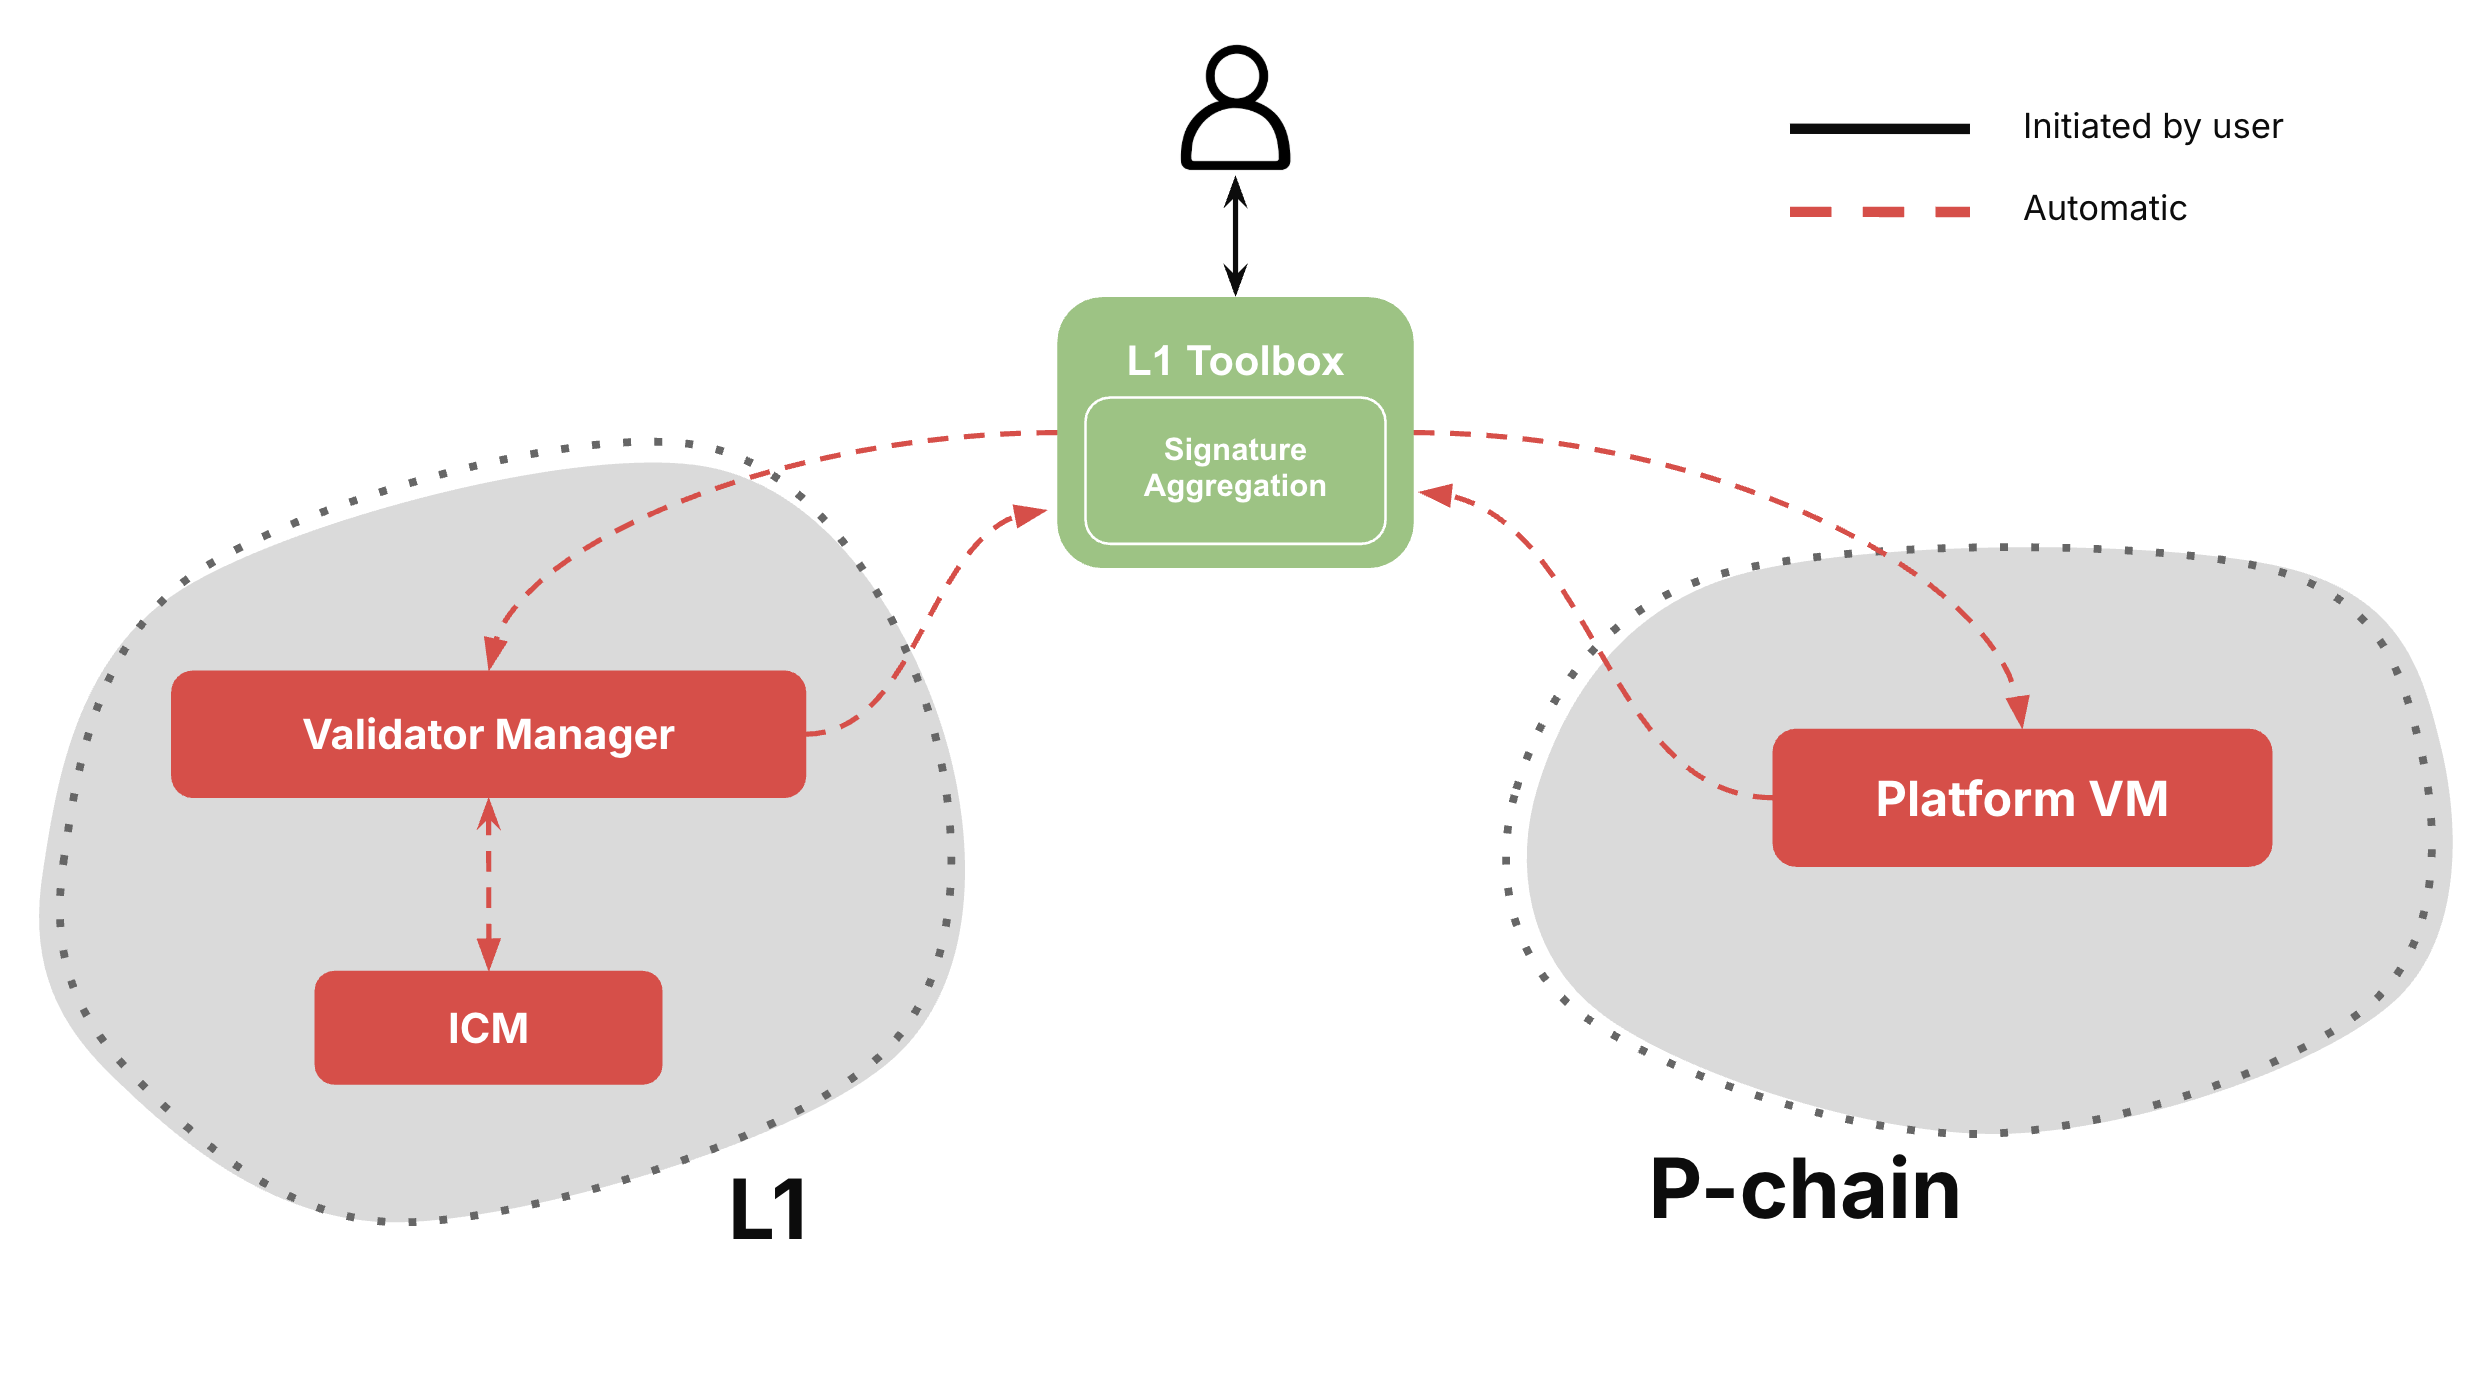 Initiated by user
Automatic
L1 Toolbox
Signature
Aggregation
Validator Manager
ICM
L1
Platform VM
P-chain